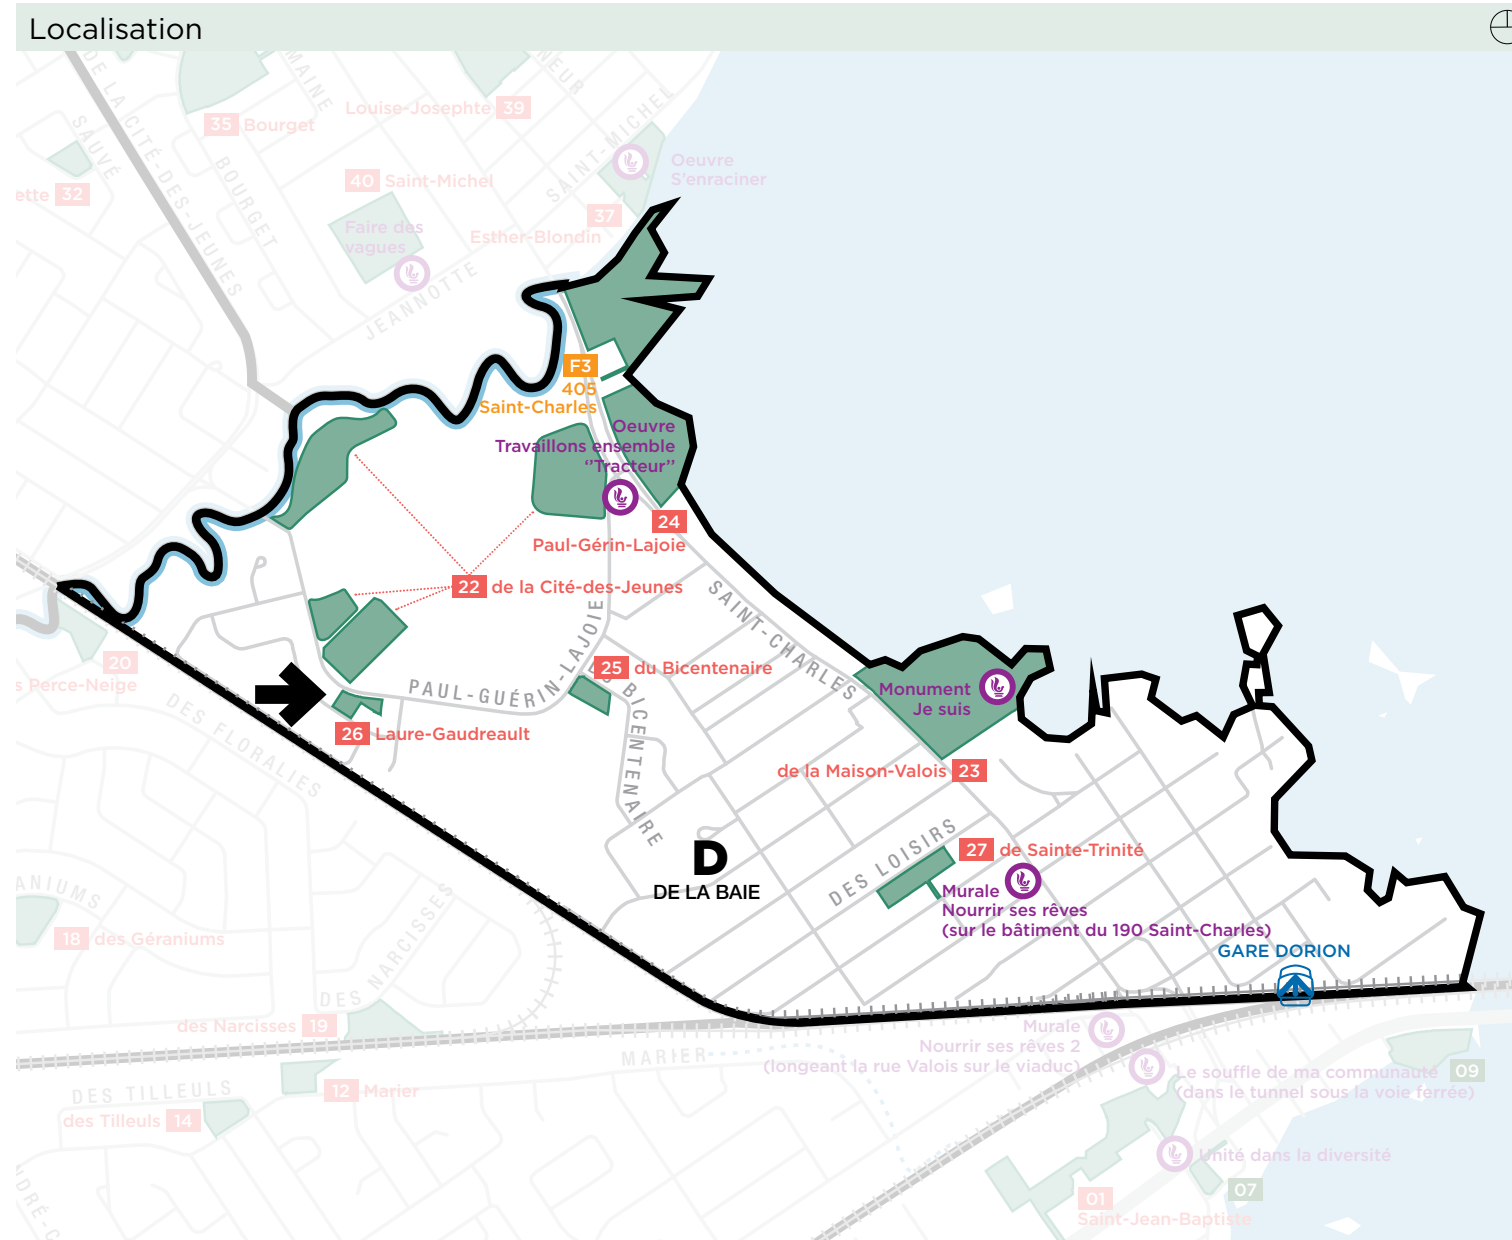 Localisation
DE LA CITÉ-DES-JEUNES
SAUVÉ
BOURGET
SAINT-MICHEL
JEANNOTTE
Louise-Josephte 39
35 Bourget
40 Saint-Michel
ette 32
Oeuvre
S'enraciner
37
Esther-Blondin
Faire des
vagues
F3
405
Saint-Charles
Oeuvre
Travaillons ensemble
‘’Tracteur’’
24
Paul-Gérin-Lajoie
22 de la Cité-des-Jeunes
SAINT-CHARLES
PAUL-GUÉRIN-LAJOIE
25 du Bicentenaire
DU BICENTENAIRE
20
s Perce-Neige
DES FLORALIES
26 Laure-Gaudreault
Monument
Je suis
de la Maison-Valois 23
DES LOISIRS
27 de Sainte-Trinité
D
DE LA BAIE
Murale
Nourrir ses rêves
(sur le bâtiment du 190 Saint-Charles)
GARE DORION
ANIUMS
18 des Géraniums
DES NARCISSES
des Narcisses 19
MARIER
Murale
Nourrir ses rêves 2
(longeant la rue Valois sur le viaduc)
Le souffle de ma communauté 09
(dans le tunnel sous la voie ferrée)
DES TILLEULS
12 Marier
des Tilleuls 14
Unité dans la diversité
07
01
Saint-Jean-Baptiste